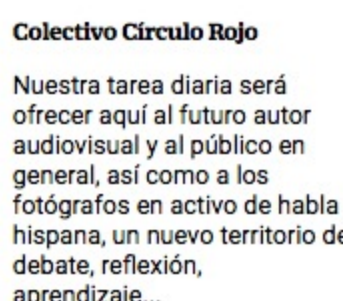 Colectivo Círculo Rojo
Nuestra tarea diaria será
ofrecer aquí al futuro autor
audiovisual y al público en
general, así como a los
fotógrafos en activo de habla
hispana, un nuevo territorio de
debate, reflexión,
aprendizaje...